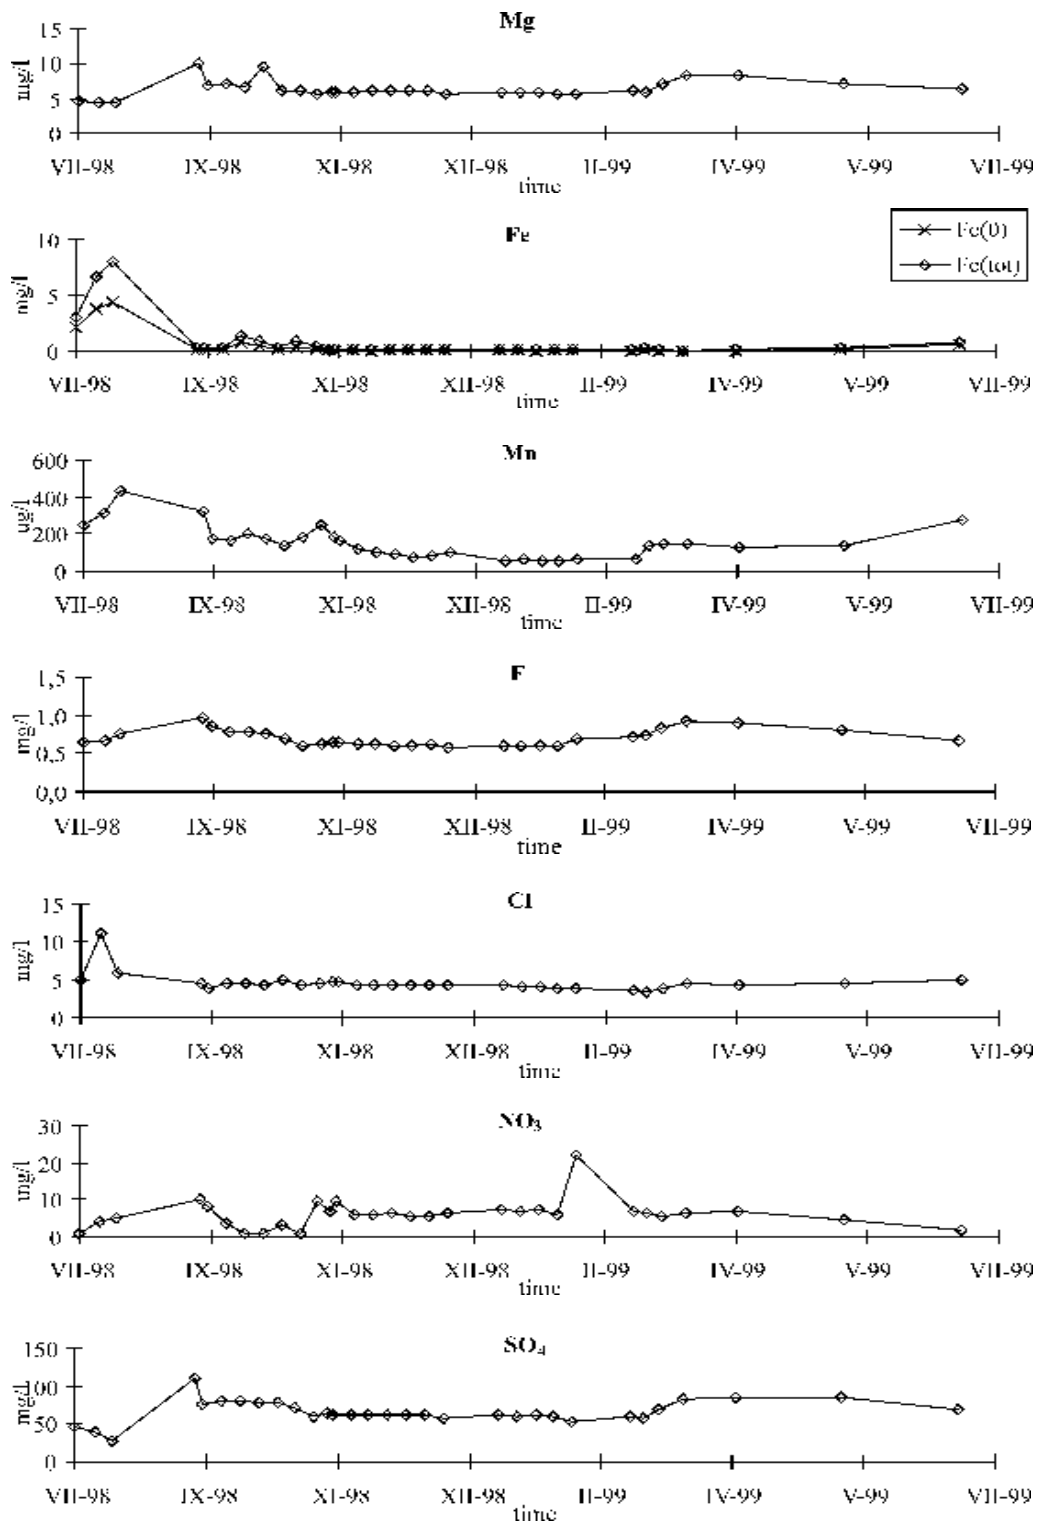 Mg
15
10
5
0
mg/l
VII-98 IX-98 XI-98 XII-98 II-99 IV-99 V-99 VII-99
time
Fe
Fe(0)
Fe(tot)
10
5
0
mg/l
VII-98 IX-98 XI-98 XII-98 II-99 IV-99 V-99 VII-99
time
Mn
600
400
200
0
ug/l
VII-98 IX-98 XI-98 XII-98 II-99 IV-99 V-99 VII-99
time
F
1,5
1,0
0,5
0,0
mg/l
VII-98 IX-98 XI-98 XII-98 II-99 IV-99 V-99 VII-99
time
Cl
15
10
5
0
mg/l
VII-98 IX-98 XI-98 XII-98 II-99 IV-99 V-99 VII-99
time
NO₃
30
20
10
0
mg/l
VII-98 IX-98 XI-98 XII-98 II-99 IV-99 V-99 VII-99
time
SO₄
150
100
50
0
mg/l
VII-98 IX-98 XI-98 XII-98 II-99 IV-99 V-99 VII-99
time